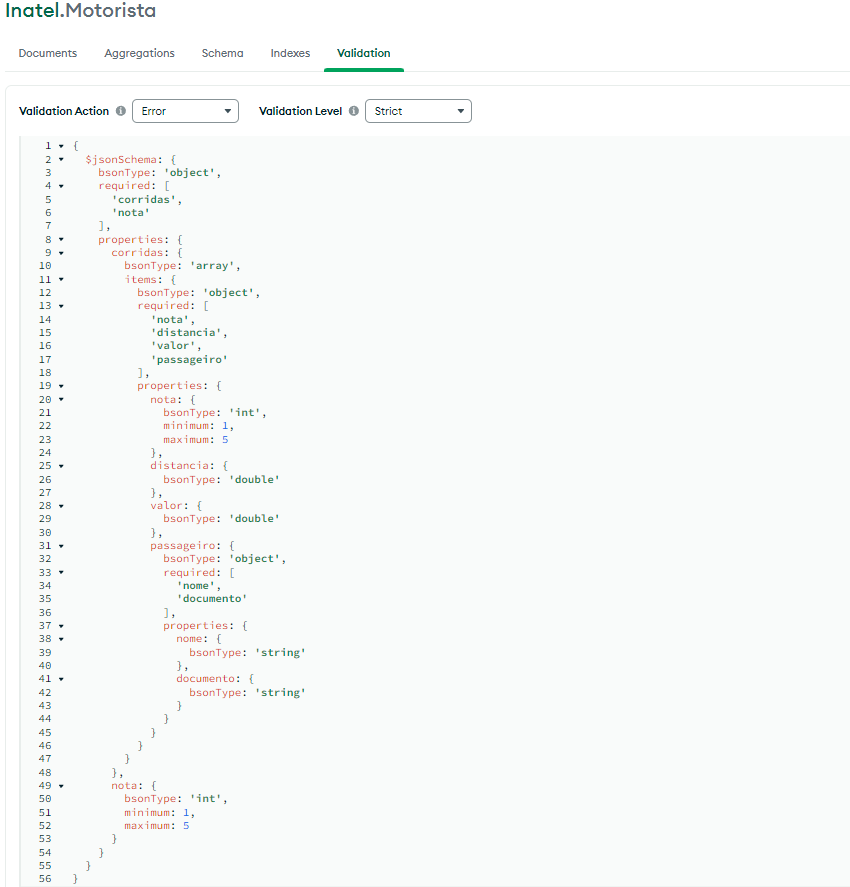 Inatel.Motorista
Documents Aggregations Schema Indexes Validation
Validation Action Error Validation Level Strict
1 {
2 $jsonSchema: {
3 bsonType: 'object',
4 required: [
5 'corridas',
6 'nota'
7 ],
8 properties: {
9 corridas: {
10 bsonType: 'array',
11 items: {
12 bsonType: 'object',
13 required: [
14 'nota',
15 'distancia',
16 'valor',
17 'passageiro'
18 ],
19 properties: {
20 nota: {
21 bsonType: 'int',
22 minimum: 1,
23 maximum: 5
24 },
25 distancia: {
26 bsonType: 'double'
27 },
28 valor: {
29 bsonType: 'double'
30 },
31 passageiro: {
32 bsonType: 'object',
33 required: [
34 'nome',
35 'documento'
36 ],
37 properties: {
38 nome: {
39 bsonType: 'string'
40 },
41 documento: {
42 bsonType: 'string'
43 }
44 }
45 }
46 }
47 }
48 },
49 nota: {
50 bsonType: 'int',
51 minimum: 1,
52 maximum: 5
53 }
54 }
55 }
56 }